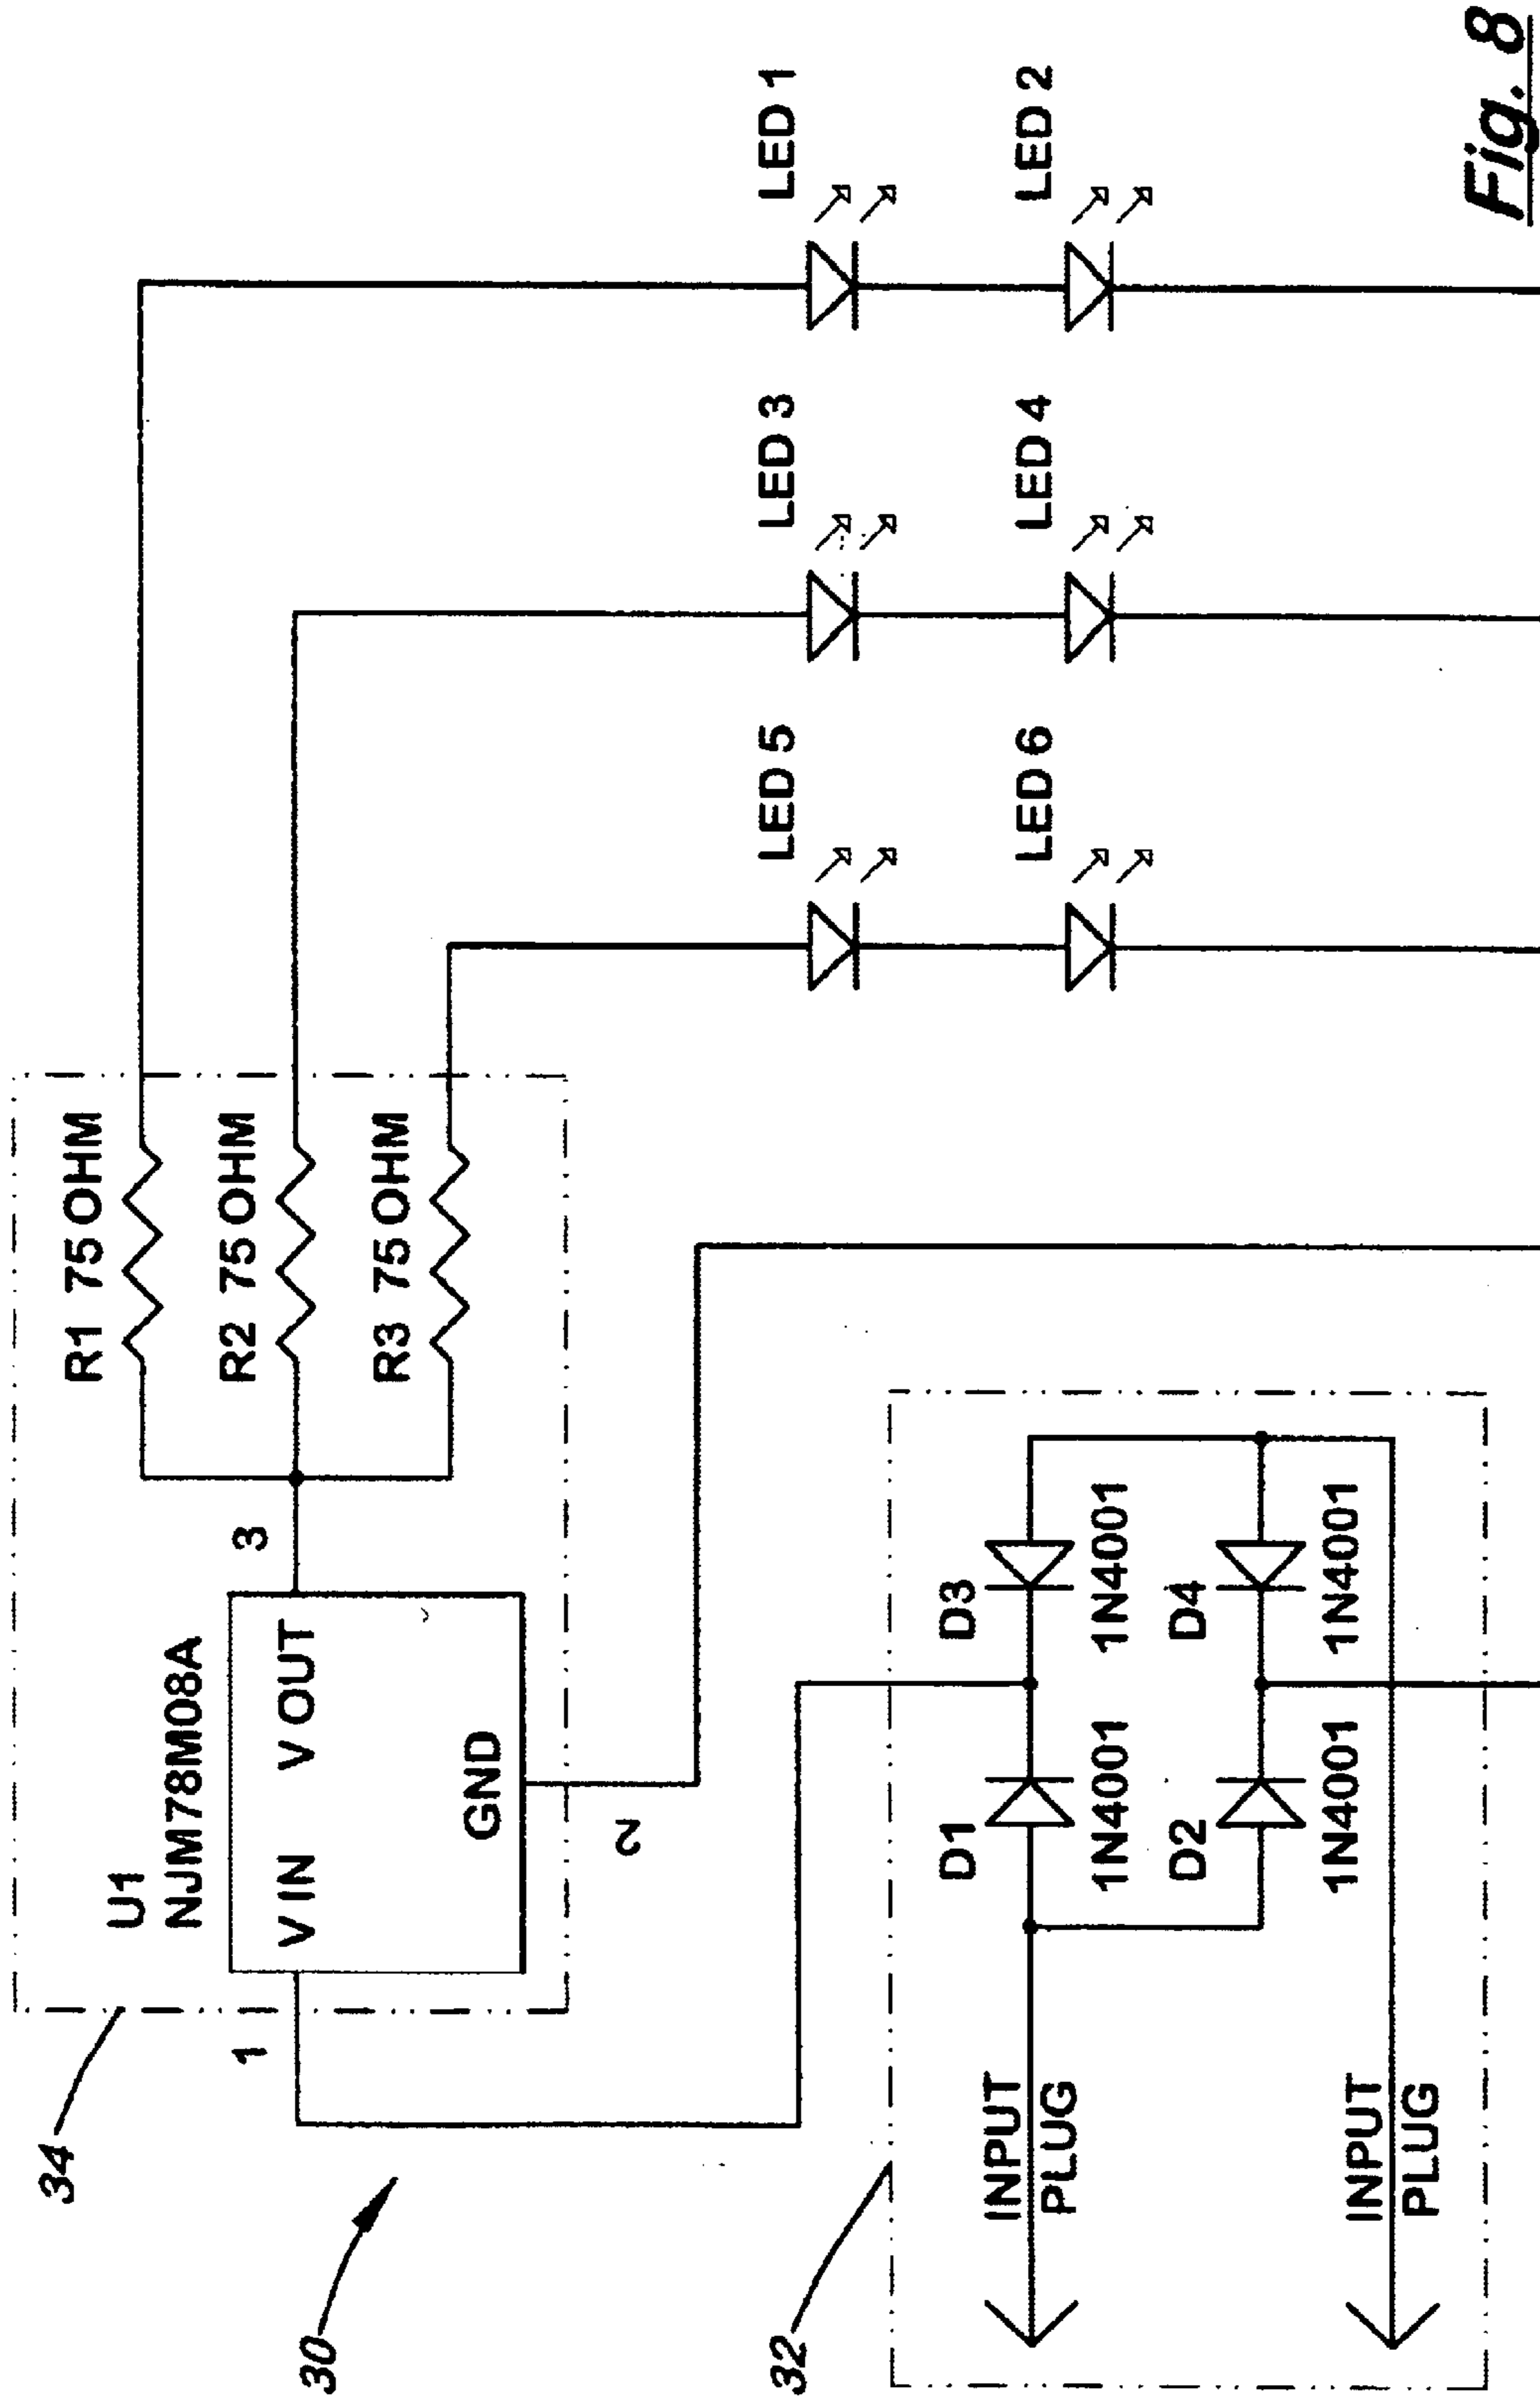 34
30
32
U1
NJM78M08A
V IN
V OUT
GND
1
2
3
R1 75 OHM
R2 75 OHM
R3 75 OHM
LED 5
LED 3
LED 1
LED 6
LED 4
LED 2
INPUT
PLUG
INPUT
PLUG
D1
1N4001
D3
1N4001
D2
1N4001
D4
1N4001
Fig. 8